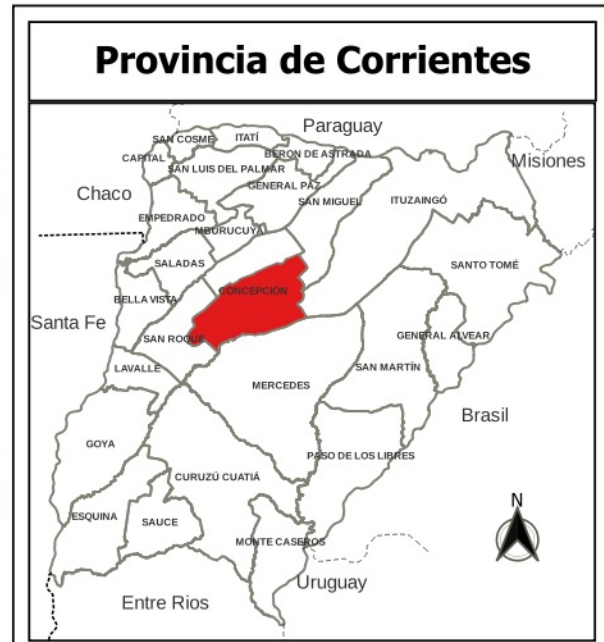 Provincia de Corrientes
Paraguay
SAN COSME
ITATÍ
Misiones
CAPITAL
BERON DE ASTRADA
SAN LUIS DEL PALMAR
GENERAL PAZ
Chaco
SAN MIGUEL
ITUZAINGÓ
EMPEDRADO
MBURUCUYA
SALADAS
SANTO TOMÉ
CONCEPCIÓN
BELLA VISTA
Santa Fe
SAN ROQUE
GENERAL ALVEAR
LAVALLE
SAN MARTÍN
MERCEDES
Brasil
GOYA
PASO DE LOS LIBRES
CURUZÚ CUATIÁ
N
ESQUINA
SAUCE
MONTE CASEROS
Uruguay
Entre Rios